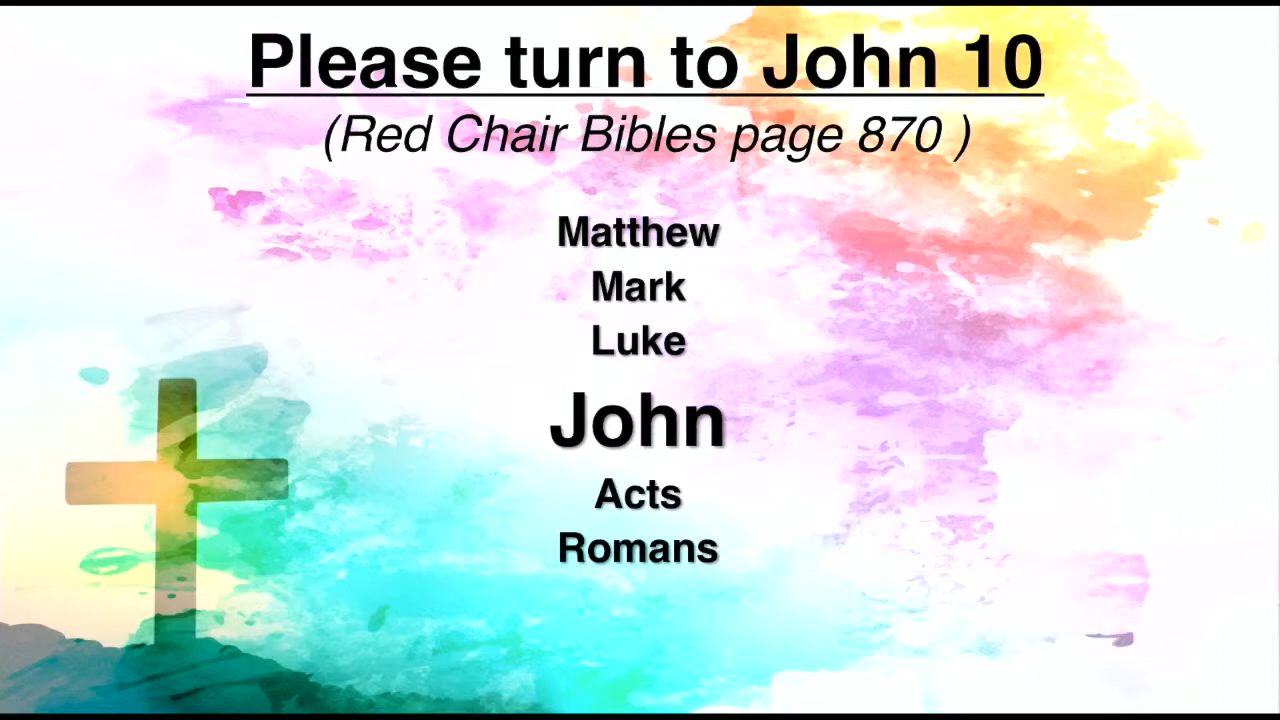 Please turn to John 10
(Red Chair Bibles page 870 )
Matthew
Mark
Luke
John
Acts
Romans